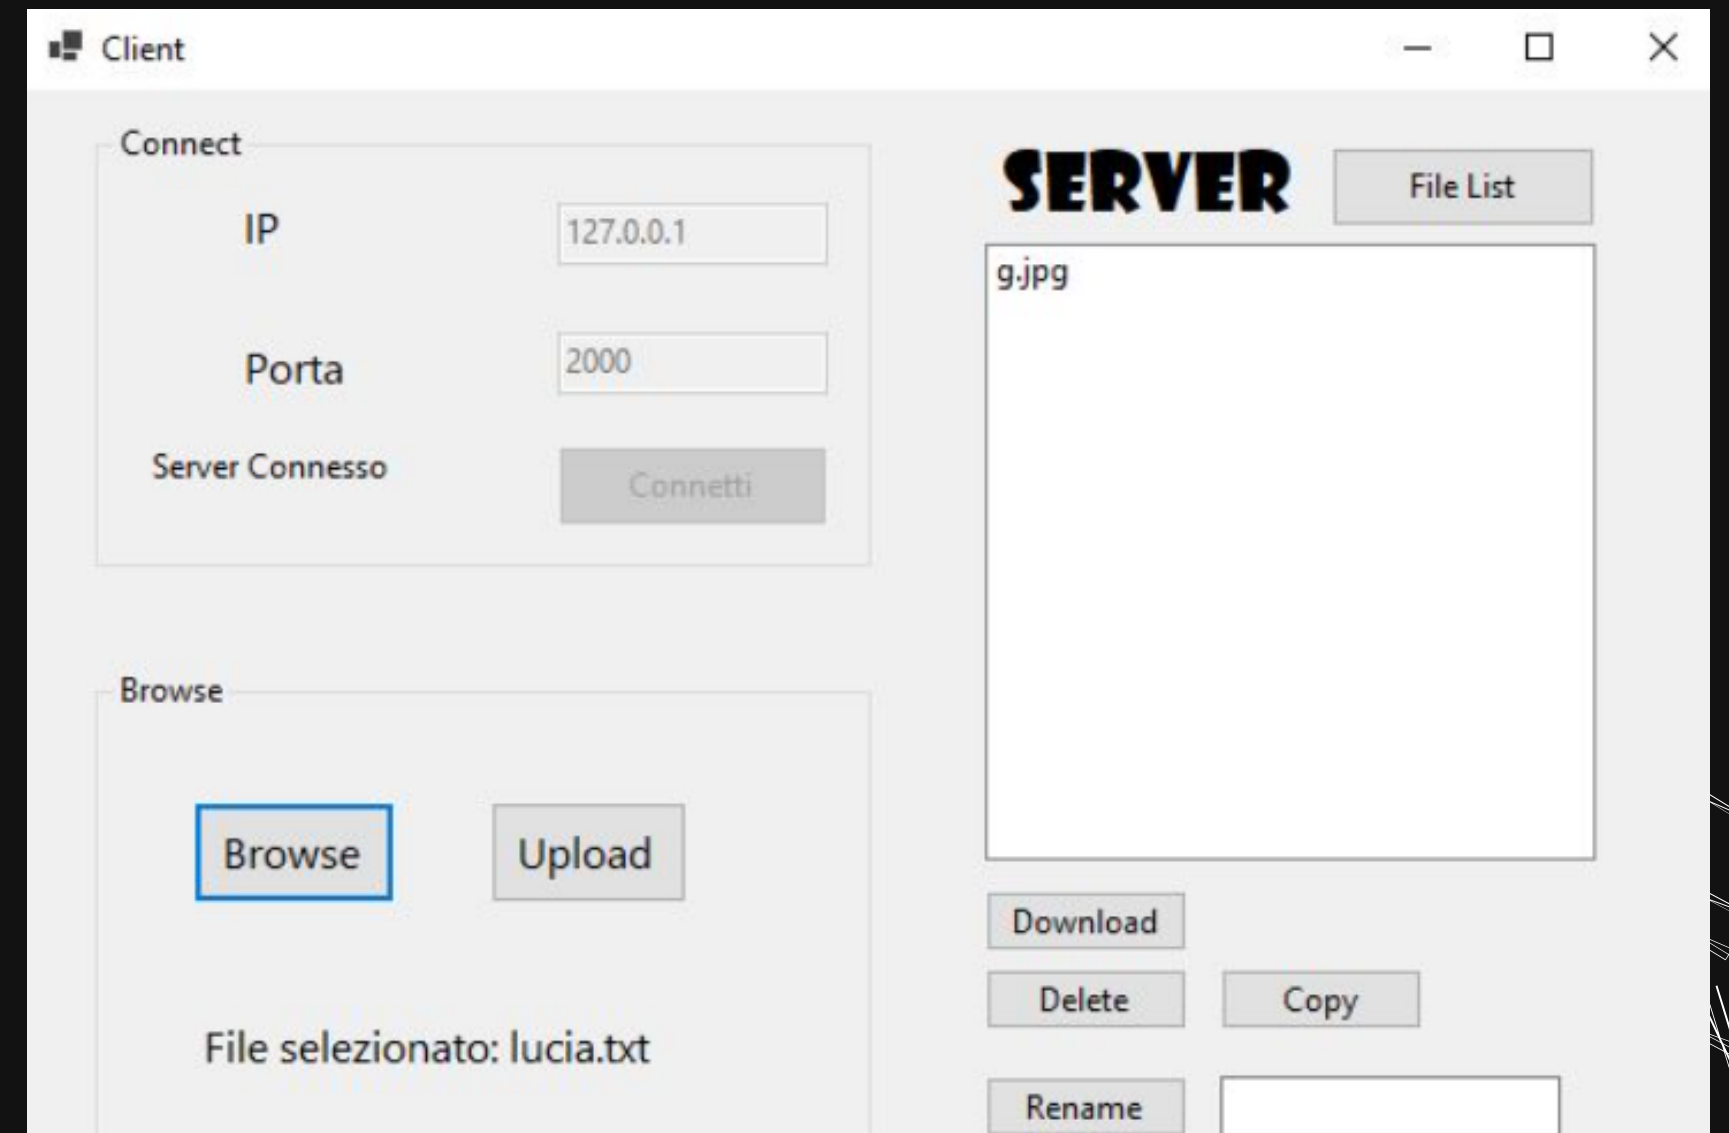 Client
Connect
IP
127.0.0.1
Porta
2000
Server Connesso
Connetti
Browse
Browse
Upload
File selezionato: lucia.txt
SERVER
File List
g.jpg
Download
Delete
Copy
Rename